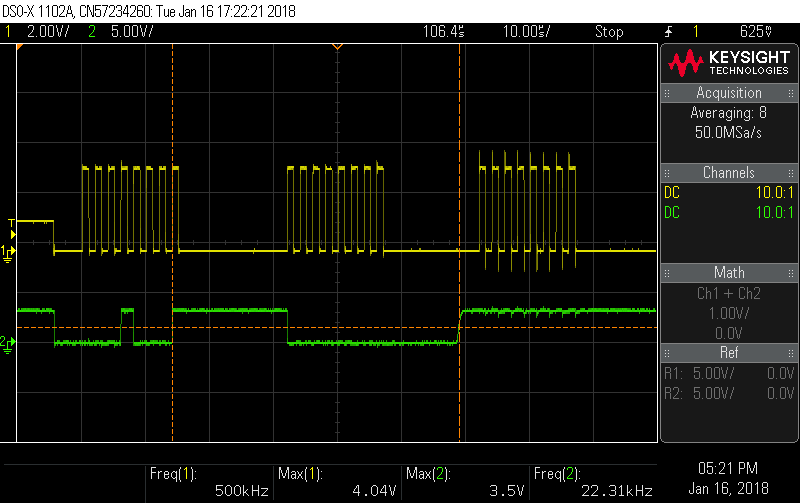 DSO-X 1102A, CN57234260: Tue Jan 16 17:22:21 2018
1 2.00V/ 2 5.00V/ 106.4µs 10.00µs/ Stop 1 625mV
KEYSIGHT
TECHNOLOGIES
Acquisition
Averaging: 8
50.0MSa/s
Channels
DC 10.0:1
DC 10.0:1
Math
Ch1 + Ch2
1.00V/
0.0V
Ref
R1: 5.00V/ 0.0V
R2: 5.00V/ 0.0V
T
1
2
Freq(1): Max(1): Max(2): Freq(2):
500kHz 4.04V 3.5V 22.31kHz
05:21 PM
Jan 16, 2018